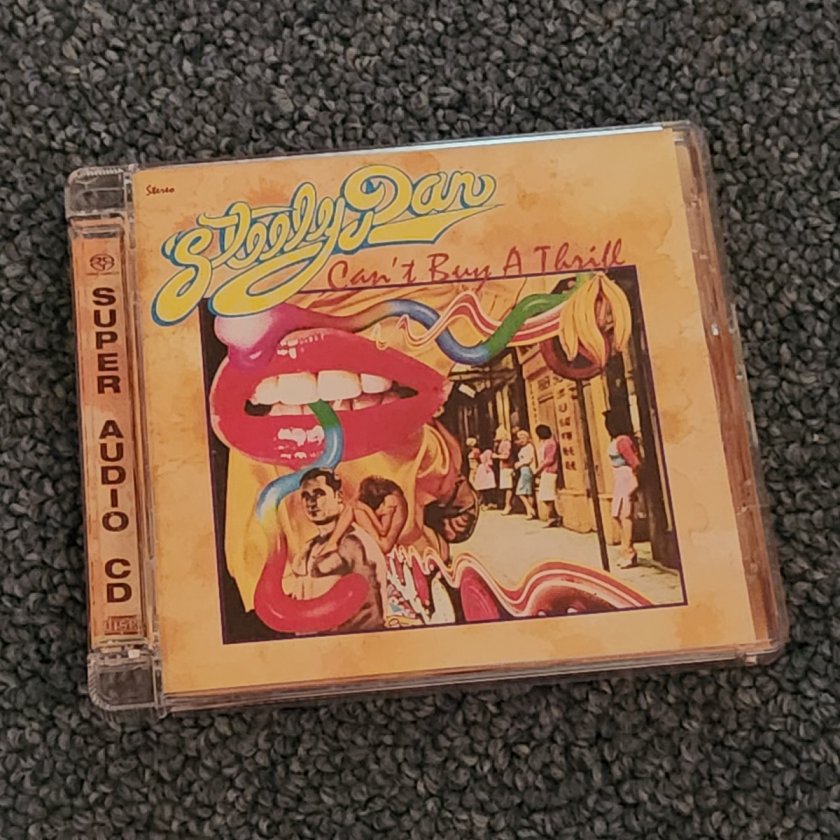 Stereo
Steely Dan
Can't Buy A Thrill
SUPER AUDIO CD